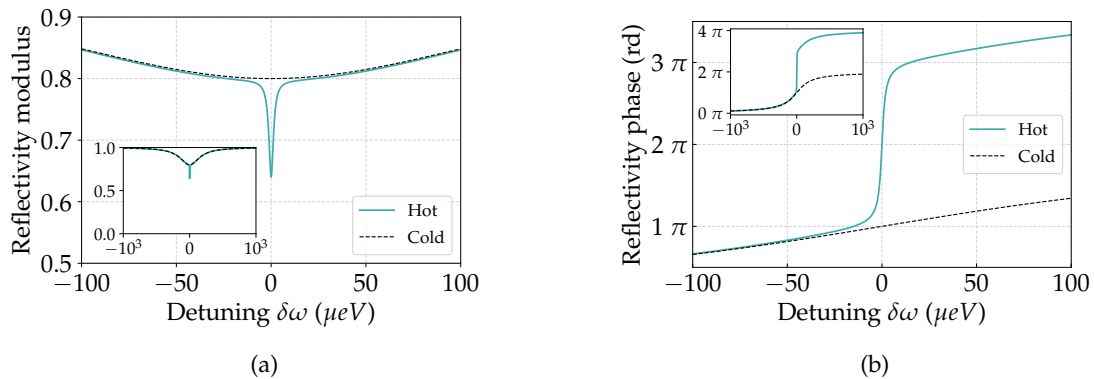 0.9
0.8
0.7
0.6
0.5
Reflectivity modulus
1.0
0.5
0.0
−10³ 0 10³
Hot
Cold
−100 −50 0 50 100
Detuning δω (μeV)
(a)
3 π
2 π
1 π
Reflectivity phase (rd)
4 π
2 π
0 π
−10³ 0 10³
Hot
Cold
−100 −50 0 50 100
Detuning δω (μeV)
(b)